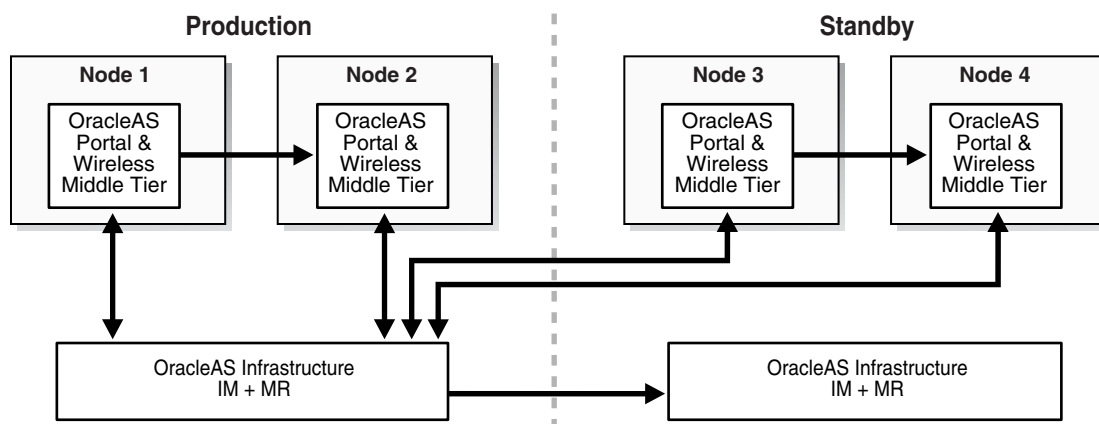 Production
Standby
Node 1
Node 2
Node 3
Node 4
OracleAS
Portal &
Wireless
Middle Tier
OracleAS
Portal &
Wireless
Middle Tier
OracleAS
Portal &
Wireless
Middle Tier
OracleAS
Portal &
Wireless
Middle Tier
OracleAS Infrastructure
IM + MR
OracleAS Infrastructure
IM + MR